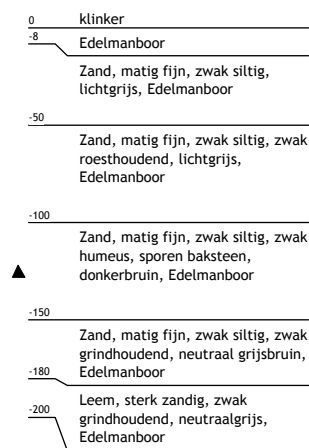 0 klinker
-8 Edelmanboor
Zand, matig fijn, zwak siltig,
lichtgrijs, Edelmanboor
-50
Zand, matig fijn, zwak siltig, zwak
roesthoudend, lichtgrijs,
Edelmanboor
-100
Zand, matig fijn, zwak siltig, zwak
humeus, sporen baksteen,
donkerbruin, Edelmanboor
-150
Zand, matig fijn, zwak siltig, zwak
grindhoudend, neutraal grijsbruin,
Edelmanboor
-180
Leem, sterk zandig, zwak
-200
grindhoudend, neutraalgrijs,
Edelmanboor